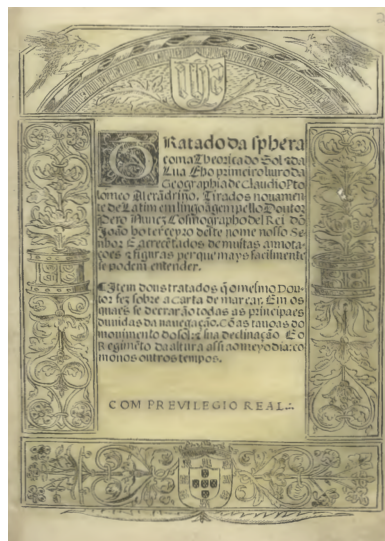 yhs
Tratado da sphera
com a Theorica do Sol ⁊ da
Lua. E ho primeiro liuro da
Geographia de Claudio Pto
lomeo Alexãdrino. Tirados nouamen
te de Latim em lingoagem pello Doutor
Pero Nunez Cosmographo del Rey dõ
João ho terceyro deste nome nosso Se
nhor. E acrecẽtados de muitas annota
ções ⁊ figuras per que mays facilmente
se podem entender.
¶ Item dous tratados q̃ o mesmo Dou
tor fez sobre a carta de marear. Em os
quaes se decrarão todas as principaes
duuidas da nauegação. Cõ as tauoas do
mouimento do sol: ⁊ sua declinação. E o
Regimẽto da altura assi ao meyo dia: co
mo nos outros tempos.
COM PREVILEGIO REAL